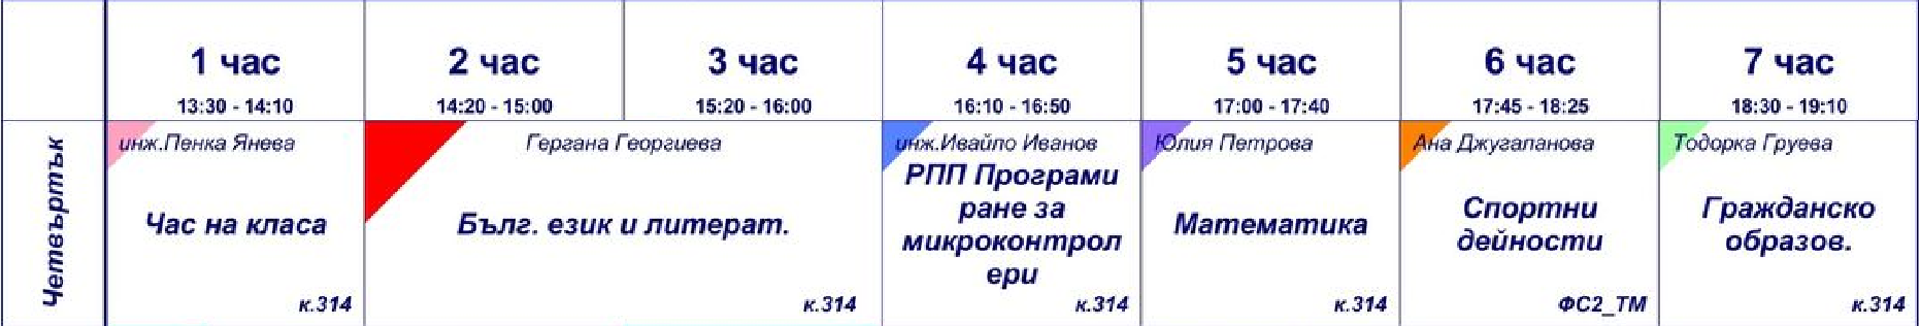 1 час
2 час
3 час
4 час
5 час
6 час
7 час
13:30 - 14:10
14:20 - 15:00
15:20 - 16:00
16:10 - 16:50
17:00 - 17:40
17:45 - 18:25
18:30 - 19:10
Четвъртък
инж.Пенка Янева
Час на класа
к.314
Гергана Георгиева
Бълг. език и литерат.
к.314
инж.Ивайло Иванов
РПП Програми
ране за
микроконтрол
ери
к.314
Юлия Петрова
Математика
к.314
Ана Джугаланова
Спортни
дейности
ФС2_ТМ
Тодорка Груева
Гражданско
образов.
к.314